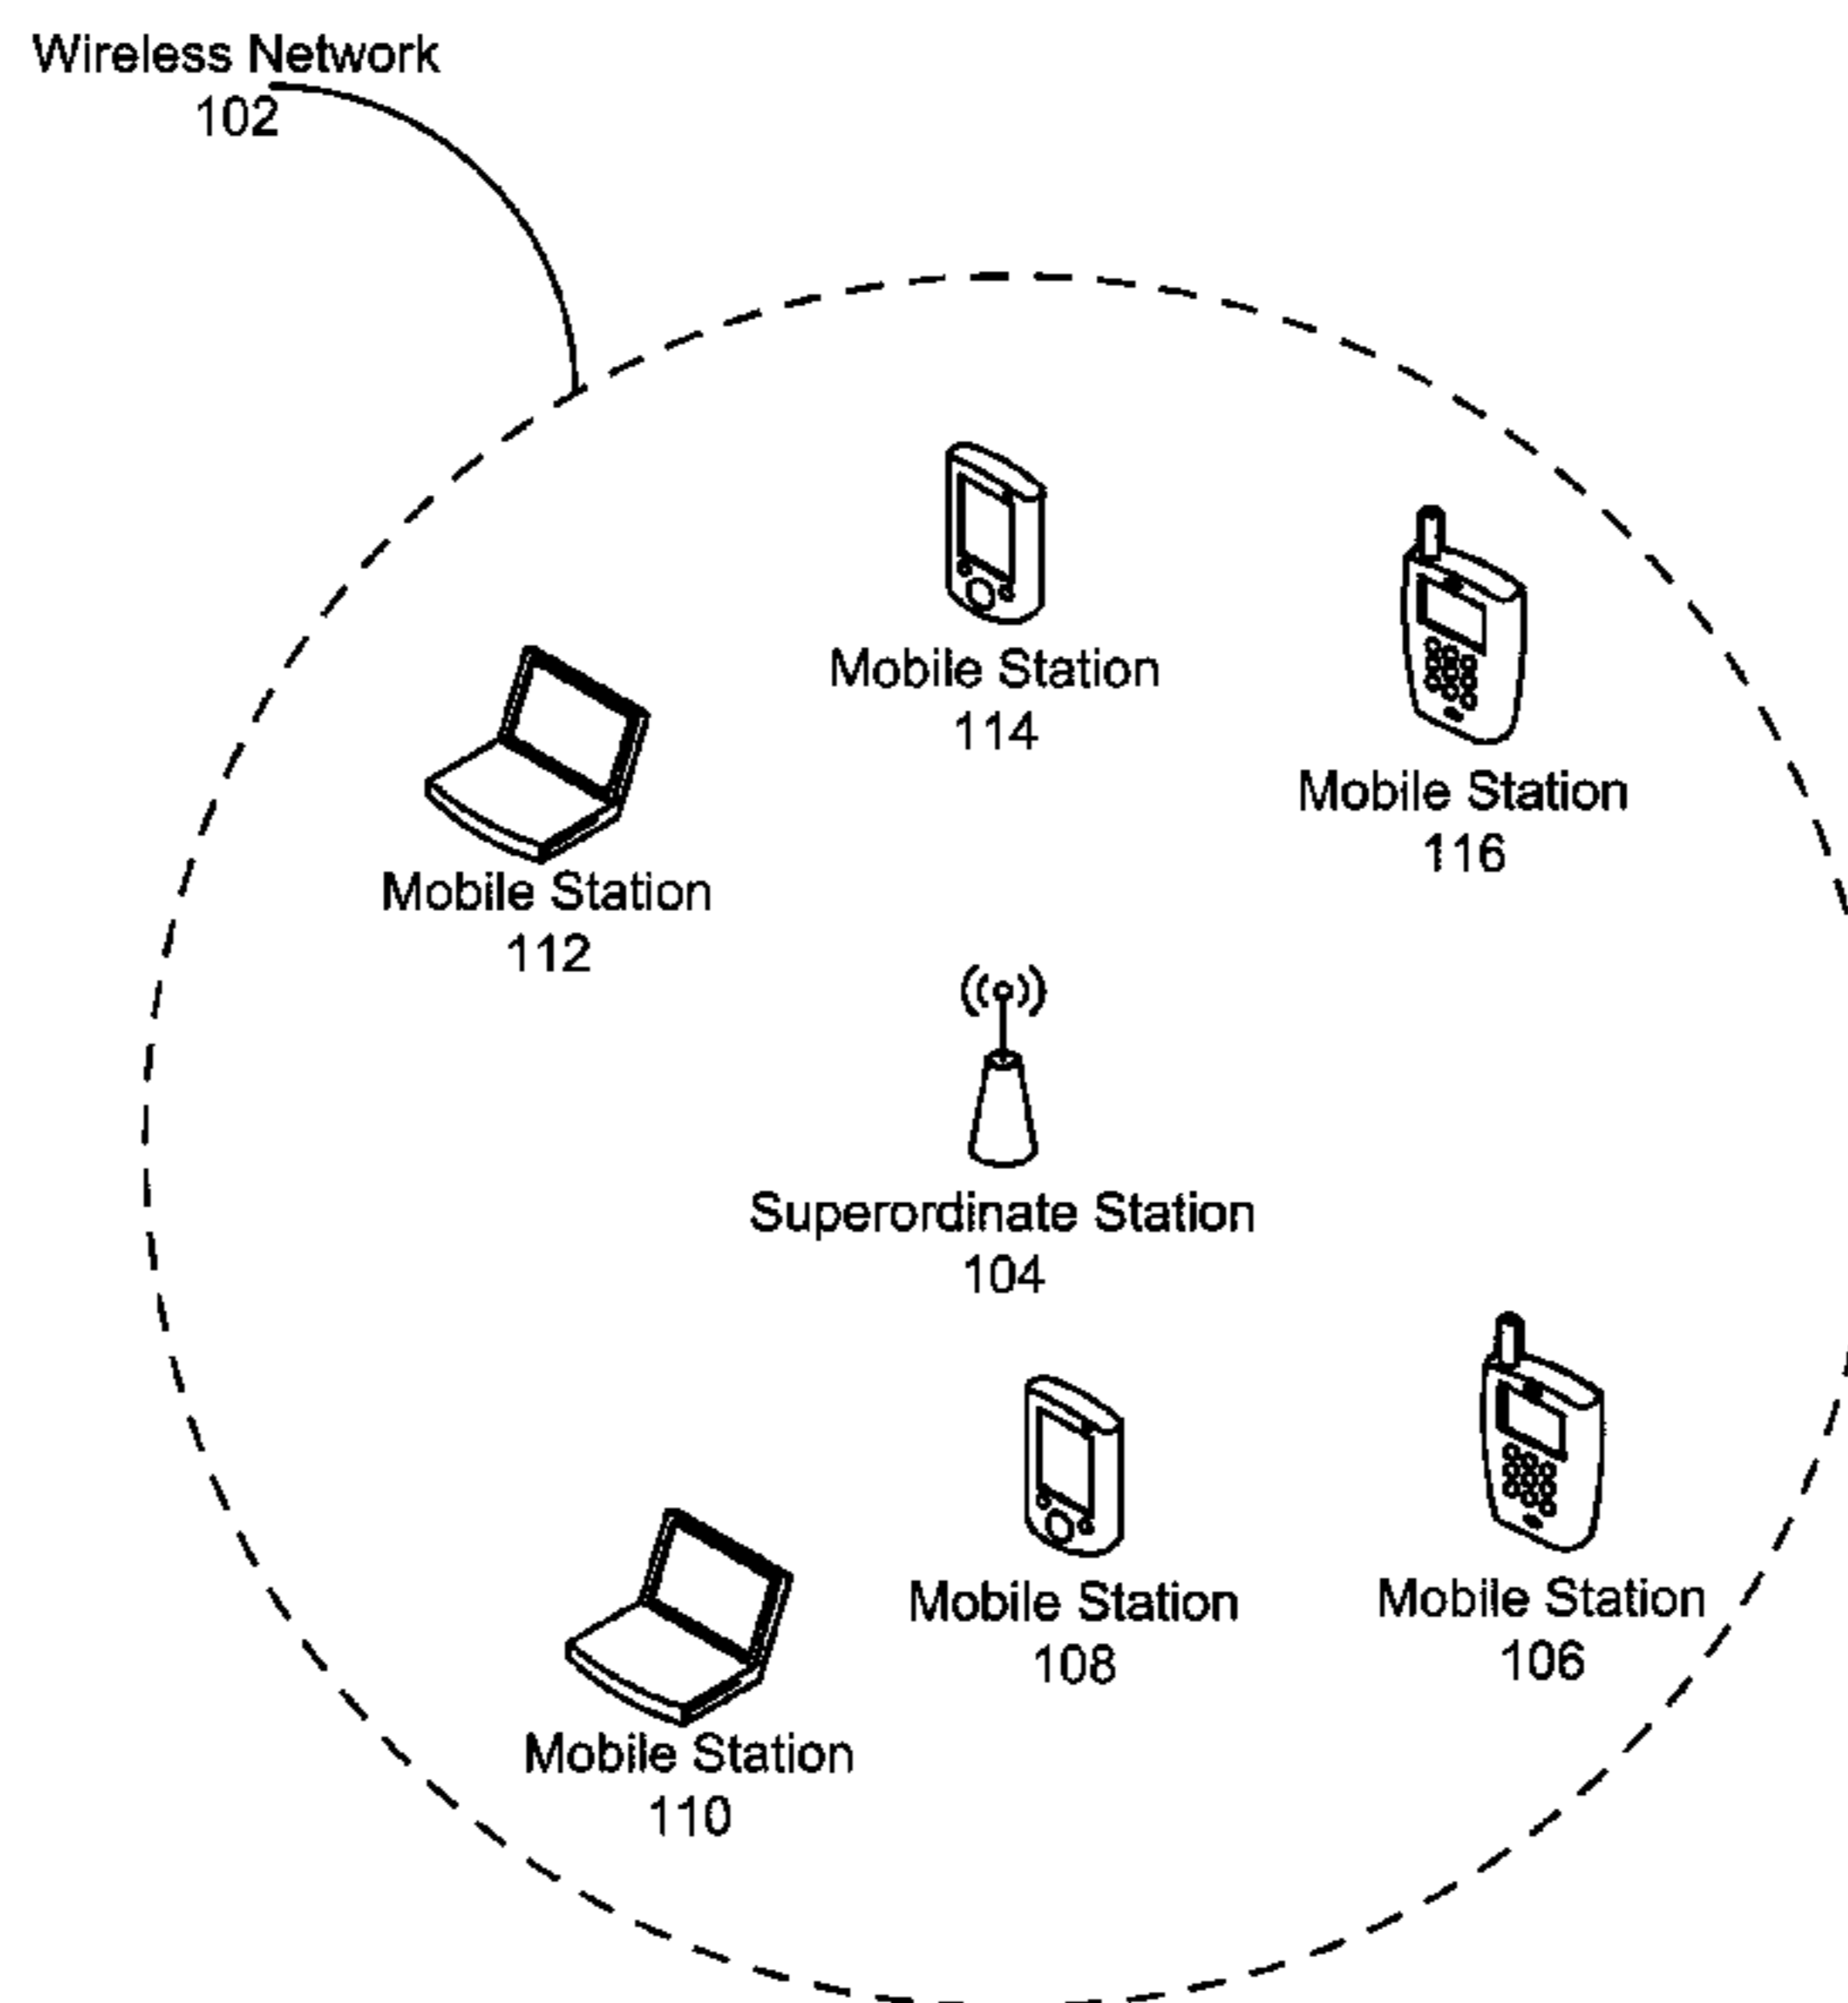 Wireless Network
102
Mobile Station
114
Mobile Station
116
Mobile Station
112
Superordinate Station
104
Mobile Station
108
Mobile Station
106
Mobile Station
110